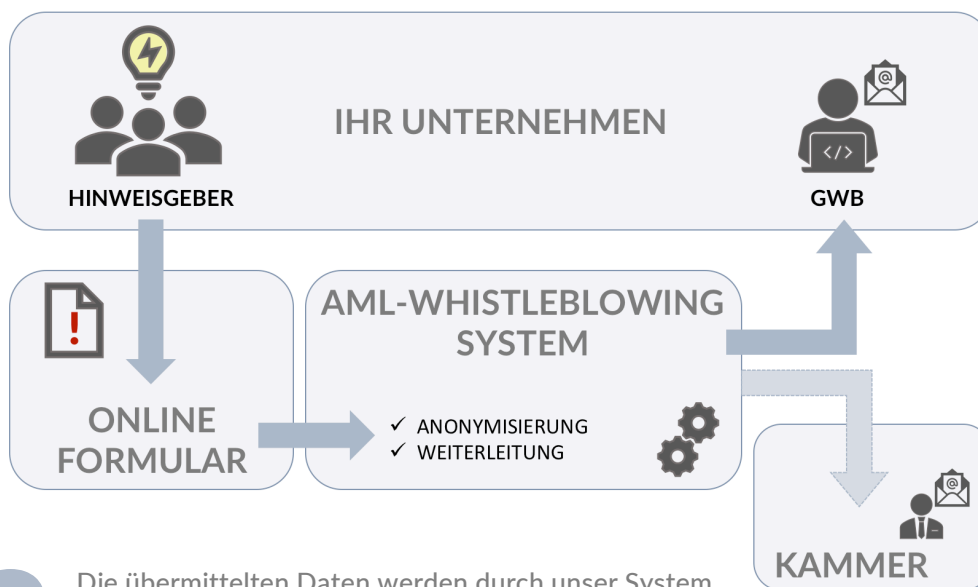 IHR UNTERNEHMEN
HINWEISGEBER
@
</>
GWB
!
ONLINE
FORMULAR
AML-WHISTLEBLOWING
SYSTEM
✓ ANONYMISIERUNG
✓ WEITERLEITUNG
@
KAMMER
Die übermittelten Daten werden durch unser System